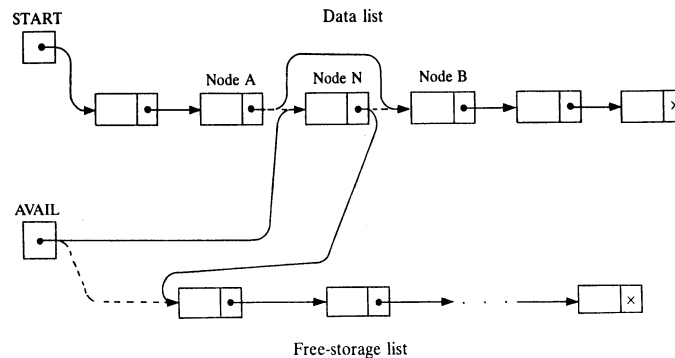 START
Data list
Node A
Node N
Node B
x
AVAIL
x
Free-storage list